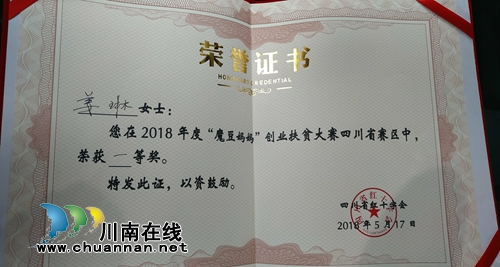 荣誉证书
HONORARY CREDENTIAL
姜琳女士：
您在2018年度“魔豆妈妈”创业扶贫大赛四川省赛区中，
荣获一等奖。
特发此证，以资鼓励。
四川省红十字会
2018年5月17日
川南在线
www.chuannan.net